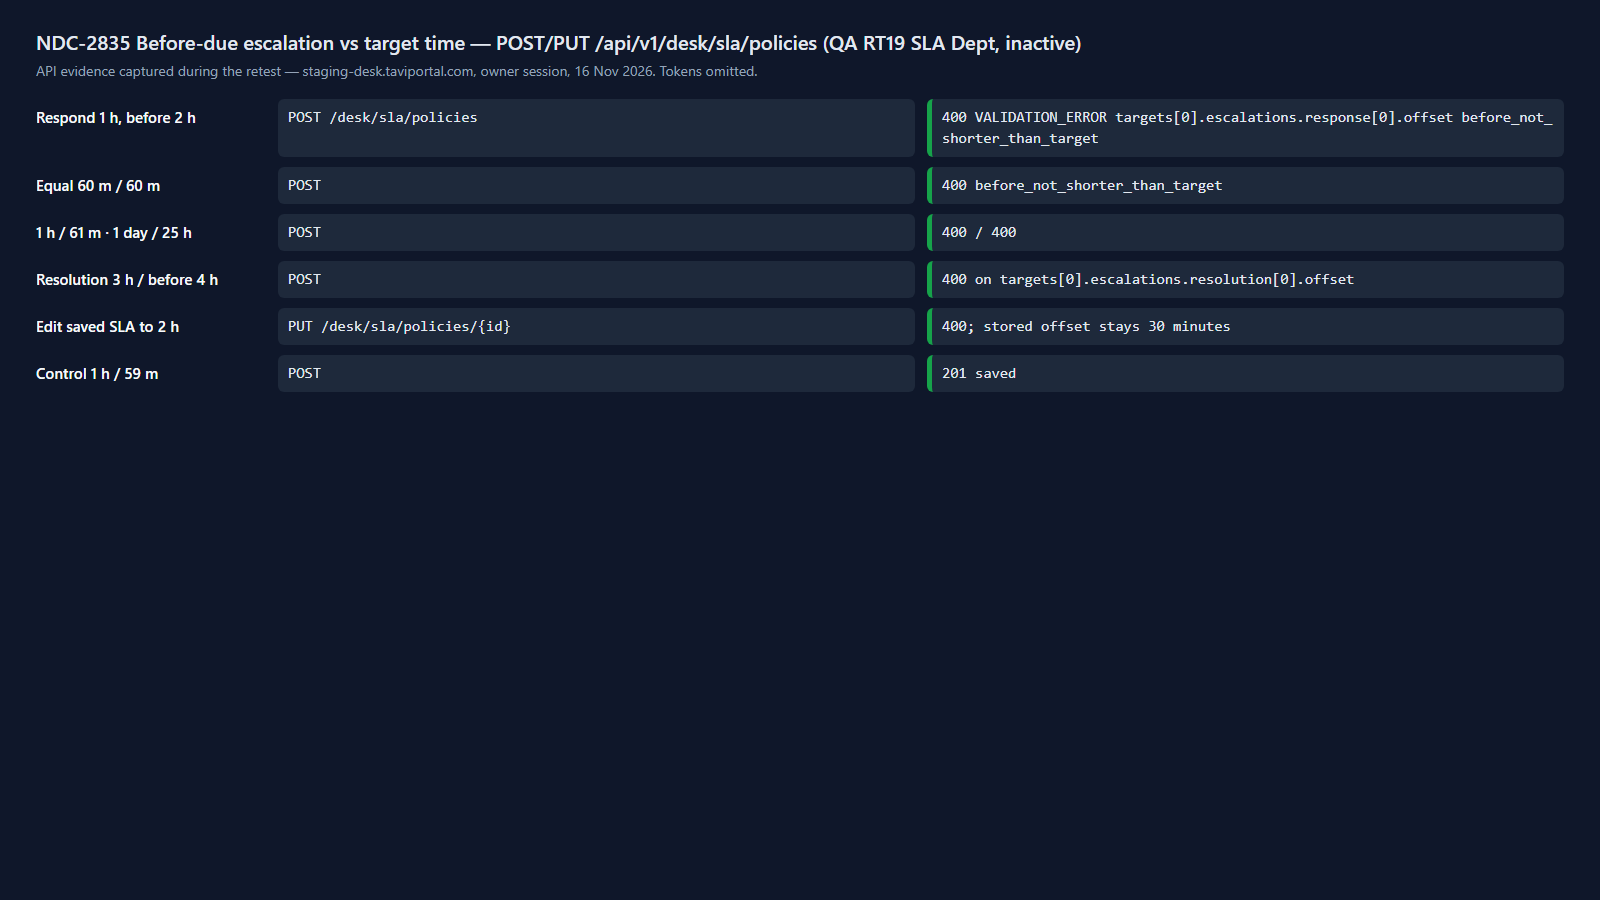 NDC-2835 Before-due escalation vs target time — POST/PUT /api/v1/desk/sla/policies (QA RT19 SLA Dept, inactive)
API evidence captured during the retest — staging-desk.taviportal.com, owner session, 16 Nov 2026. Tokens omitted.
Respond 1 h, before 2 h
POST /desk/sla/policies
400 VALIDATION_ERROR targets[0].escalations.response[0].offset before_not_
shorter_than_target
Equal 60 m / 60 m
POST
400 before_not_shorter_than_target
1 h / 61 m · 1 day / 25 h
POST
400 / 400
Resolution 3 h / before 4 h
POST
400 on targets[0].escalations.resolution[0].offset
Edit saved SLA to 2 h
PUT /desk/sla/policies/{id}
400; stored offset stays 30 minutes
Control 1 h / 59 m
POST
201 saved